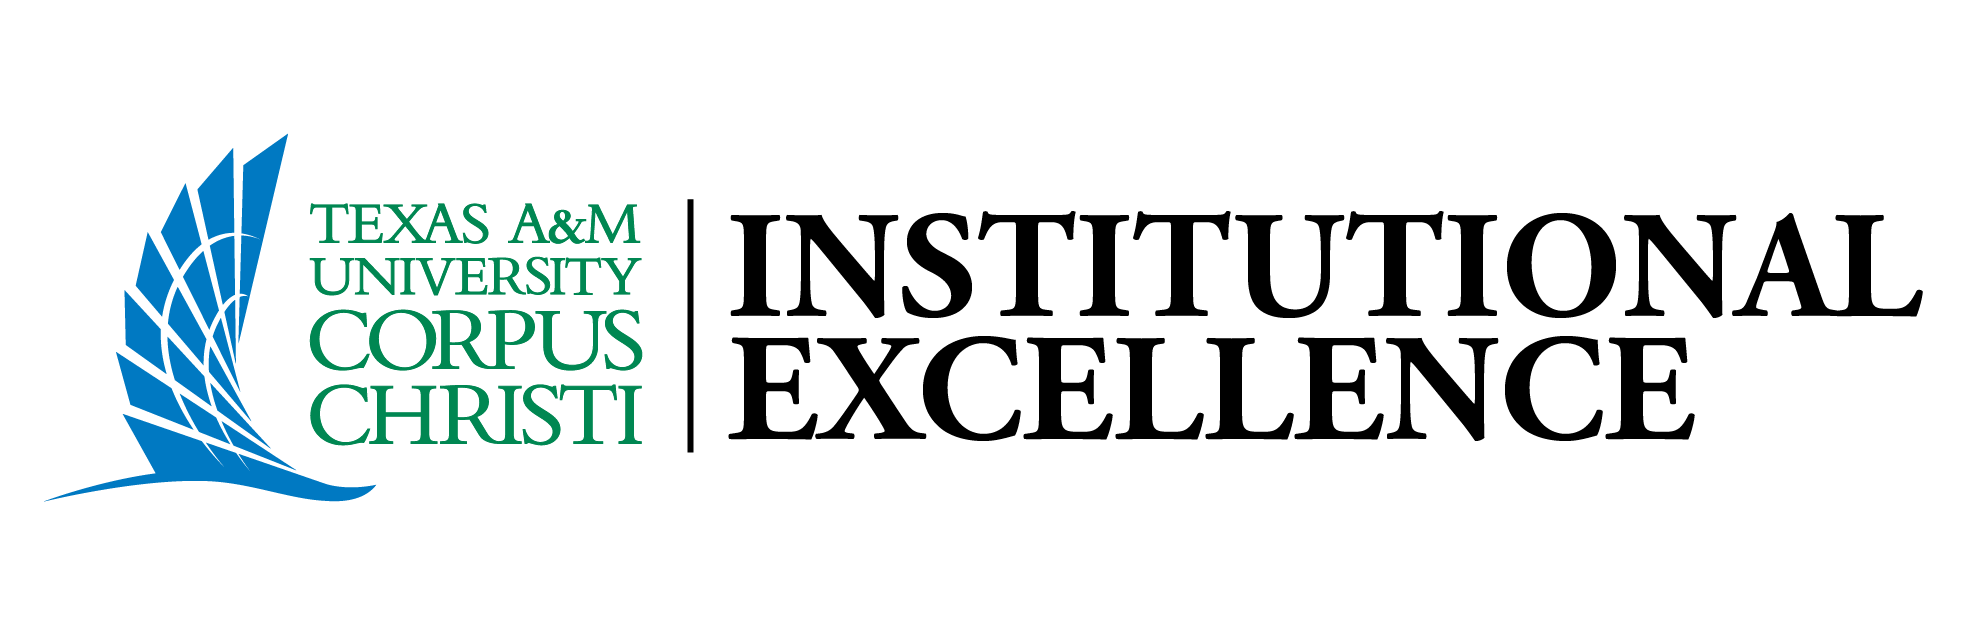 TEXAS A&M
UNIVERSITY
CORPUS
CHRISTI
INSTITUTIONAL
EXCELLENCE